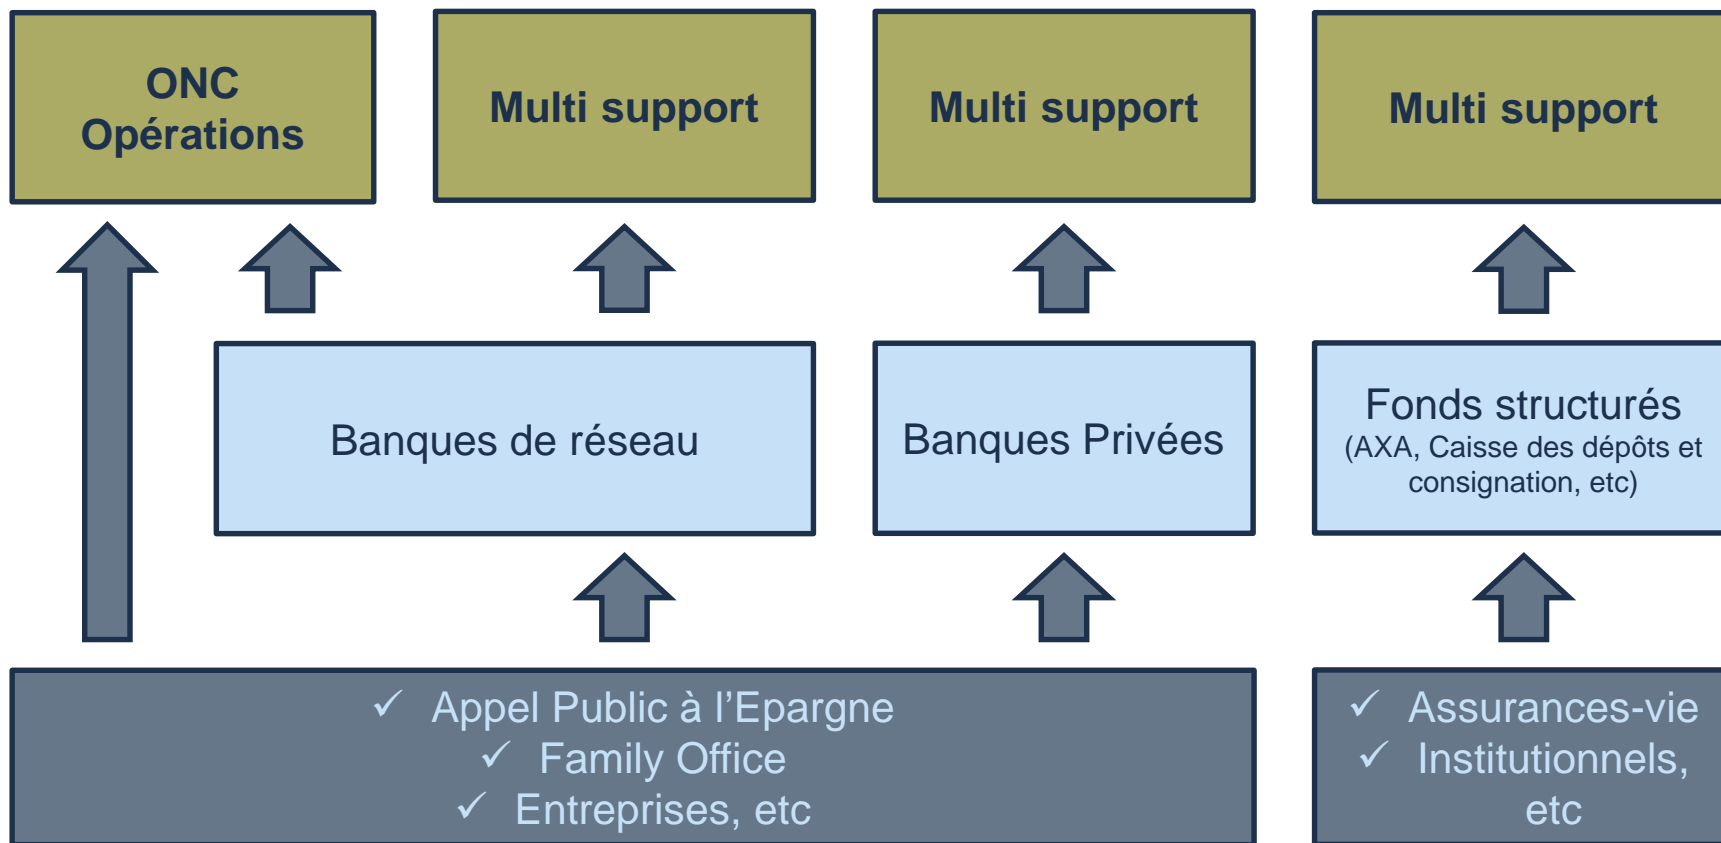 ONC
Opérations
Multi support
Multi support
Multi support
Banques de réseau
Banques Privées
Fonds structurés
(AXA, Caisse des dépôts et
consignation, etc)
✓ Appel Public à l’Epargne
✓ Family Office
✓ Entreprises, etc
✓ Assurances-vie
✓ Institutionnels,
etc